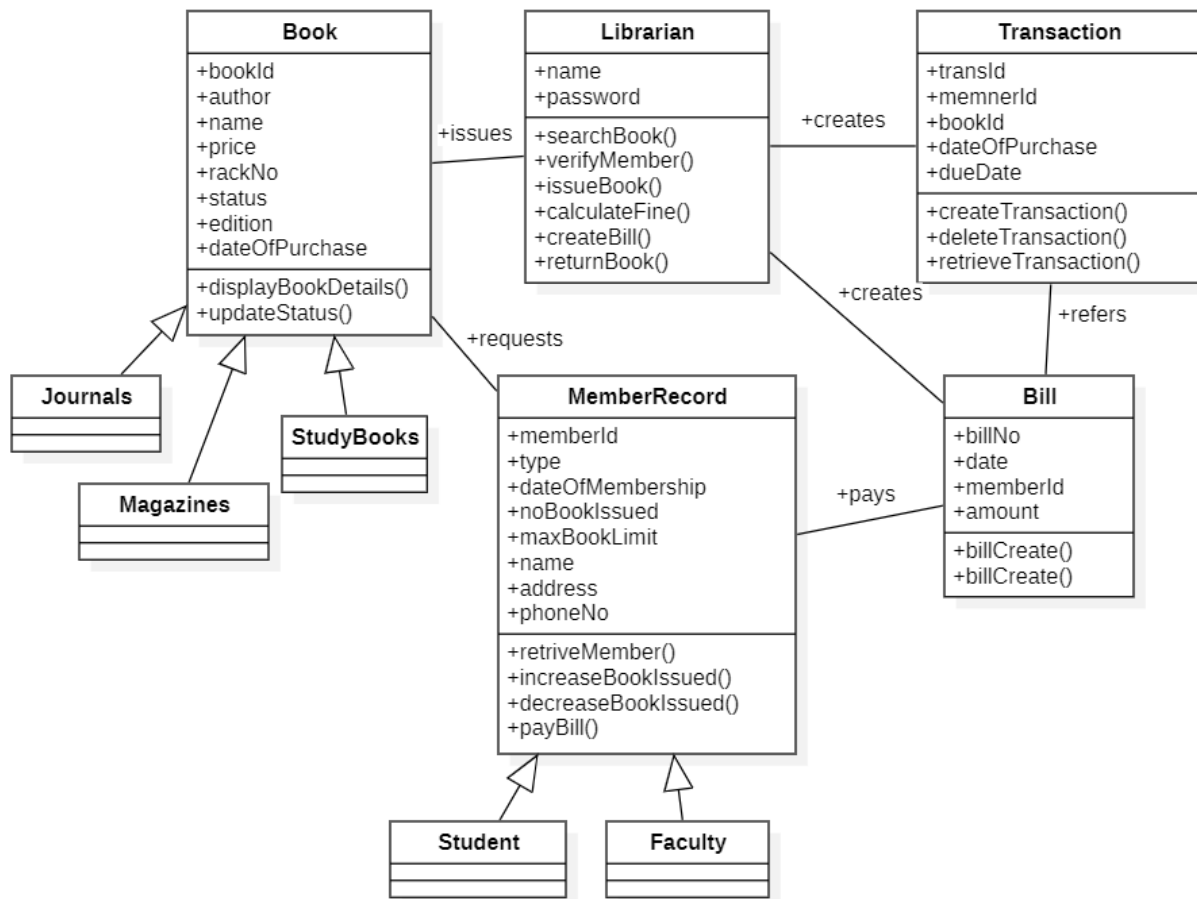 Book
+bookId
+author
+name
+price
+rackNo
+status
+edition
+dateOfPurchase
+displayBookDetails()
+updateStatus()
+issues
Librarian
+name
+password
+searchBook()
+verifyMember()
+issueBook()
+calculateFine()
+createBill()
+returnBook()
+creates
Transaction
+transId
+memnerId
+bookId
+dateOfPurchase
+dueDate
+createTransaction()
+deleteTransaction()
+retrieveTransaction()
+creates
+refers
+requests
Journals
Magazines
StudyBooks
MemberRecord
+memberId
+type
+dateOfMembership
+noBookIssued
+maxBookLimit
+name
+address
+phoneNo
+retriveMember()
+increaseBookIssued()
+decreaseBookIssued()
+payBill()
+pays
Bill
+billNo
+date
+memberId
+amount
+billCreate()
+billCreate()
Student
Faculty